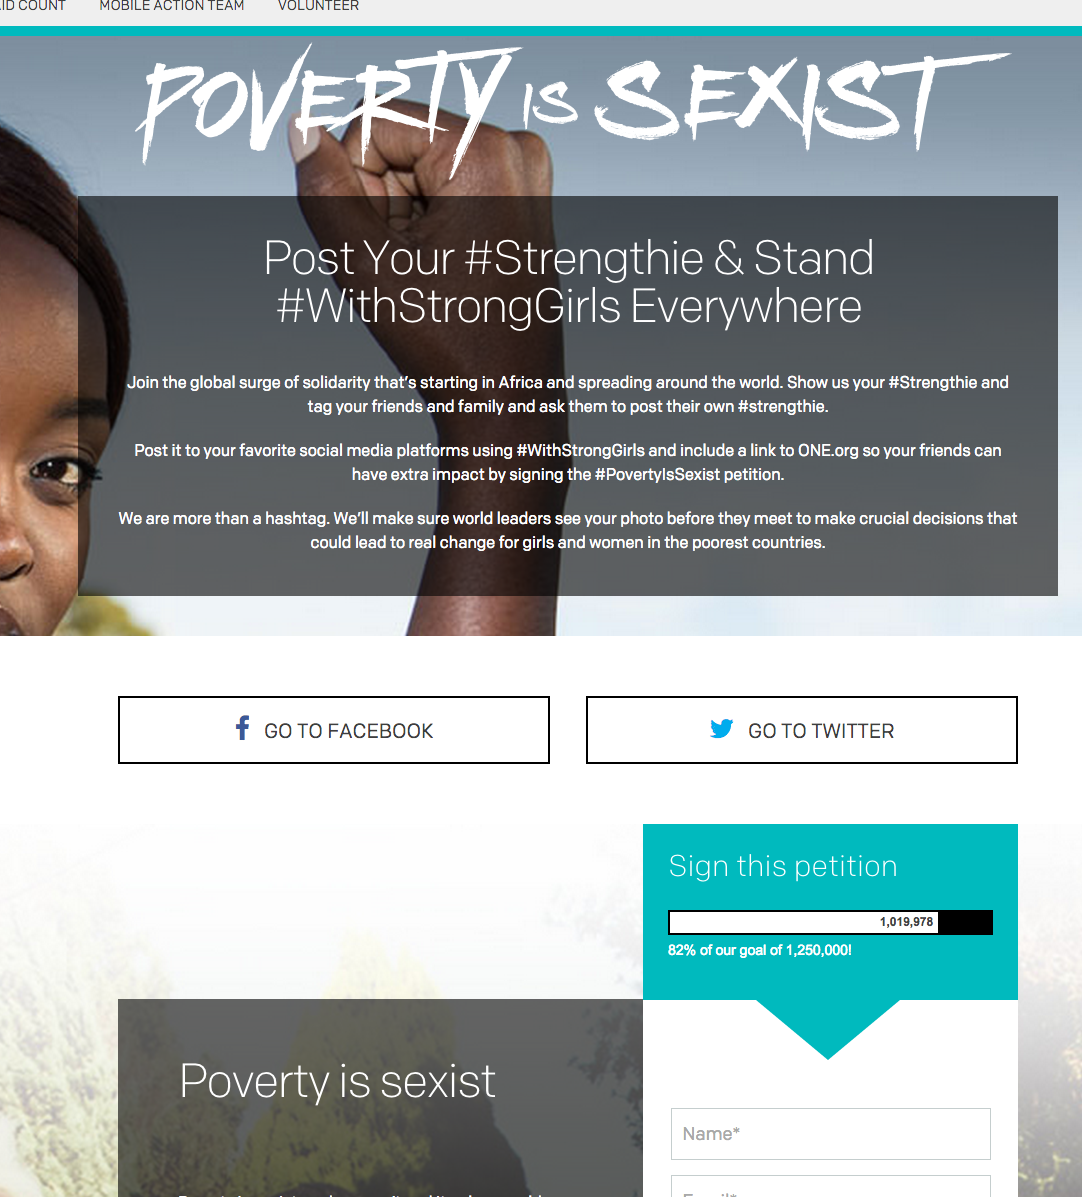 COUNT
MOBILE ACTION TEAM
VOLUNTEER
POVERTY IS SEXIST
Post Your #Strengthie & Stand
#WithStrongGirls Everywhere
Join the global surge of solidarity that's starting in Africa and spreading around the world. Show us your #Strengthie and
tag your friends and family and ask them to post their own #strengthie.
Post it to your favorite social media platforms using #WithStrongGirls and include a link to ONE.org so your friends can
have extra impact by signing the #PovertyIsSexist petition.
We are more than a hashtag. We'll make sure world leaders see your photo before they meet to make crucial decisions that
could lead to real change for girls and women in the poorest countries.
GO TO FACEBOOK
GO TO TWITTER
Sign this petition
1,019,978
82% of our goal of 1,250,000!
Poverty is sexist
Name*